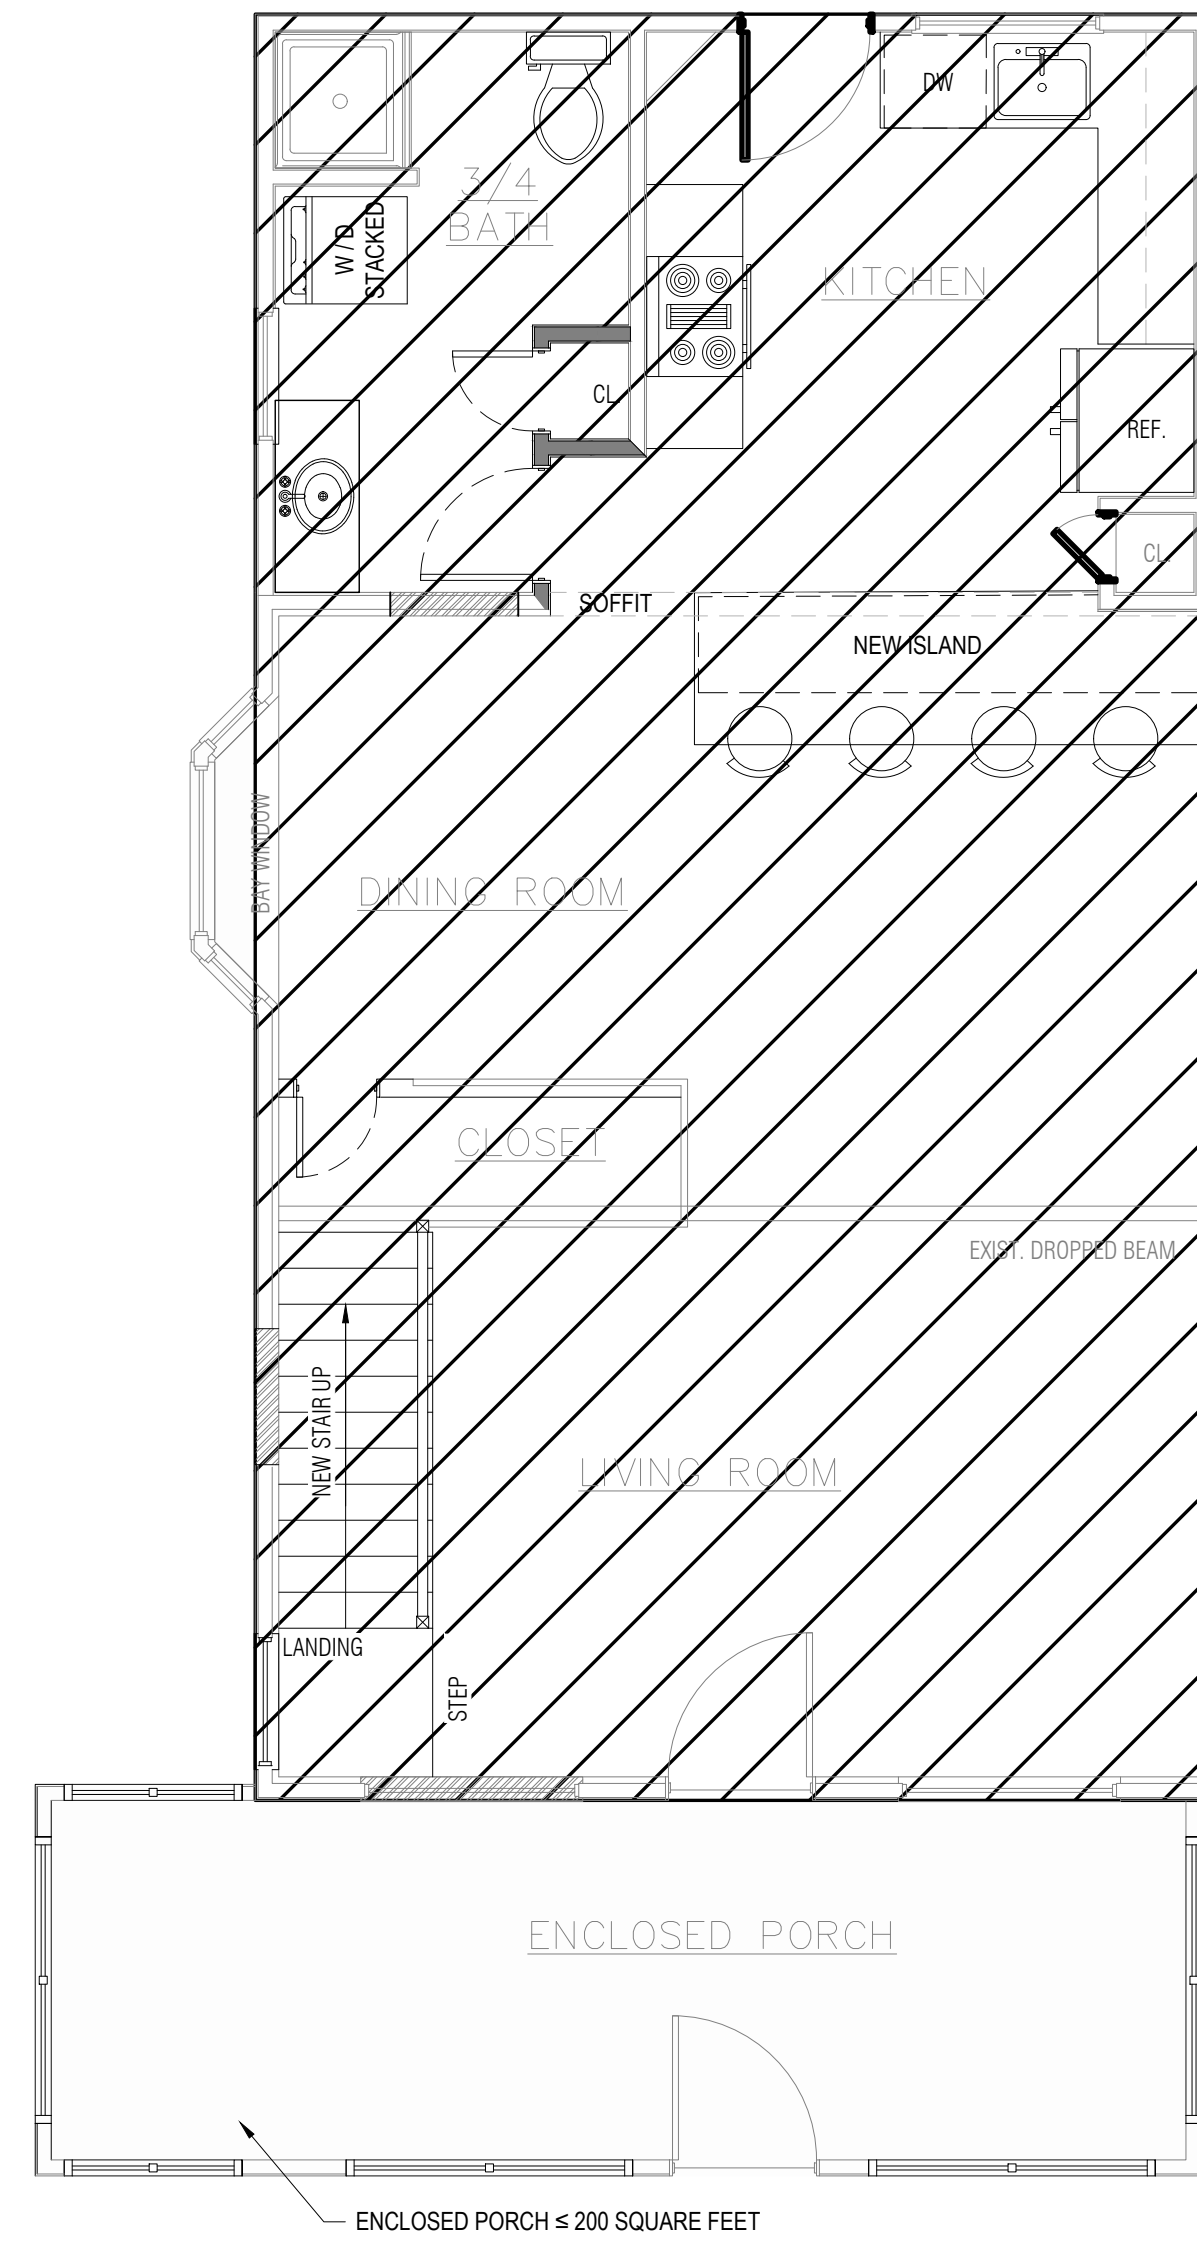 DW
3/4
BATH
W / D
STACKED
KITCHEN
CL
REF.
CL.
SOFFIT
NEW ISLAND
BAY WINDOW
DINING ROOM
CLOSET
EXIST. DROPPED BEAM
NEW STAIR UP
LIVING ROOM
LANDING
STEP
ENCLOSED PORCH
ENCLOSED PORCH ≤ 200 SQUARE FEET